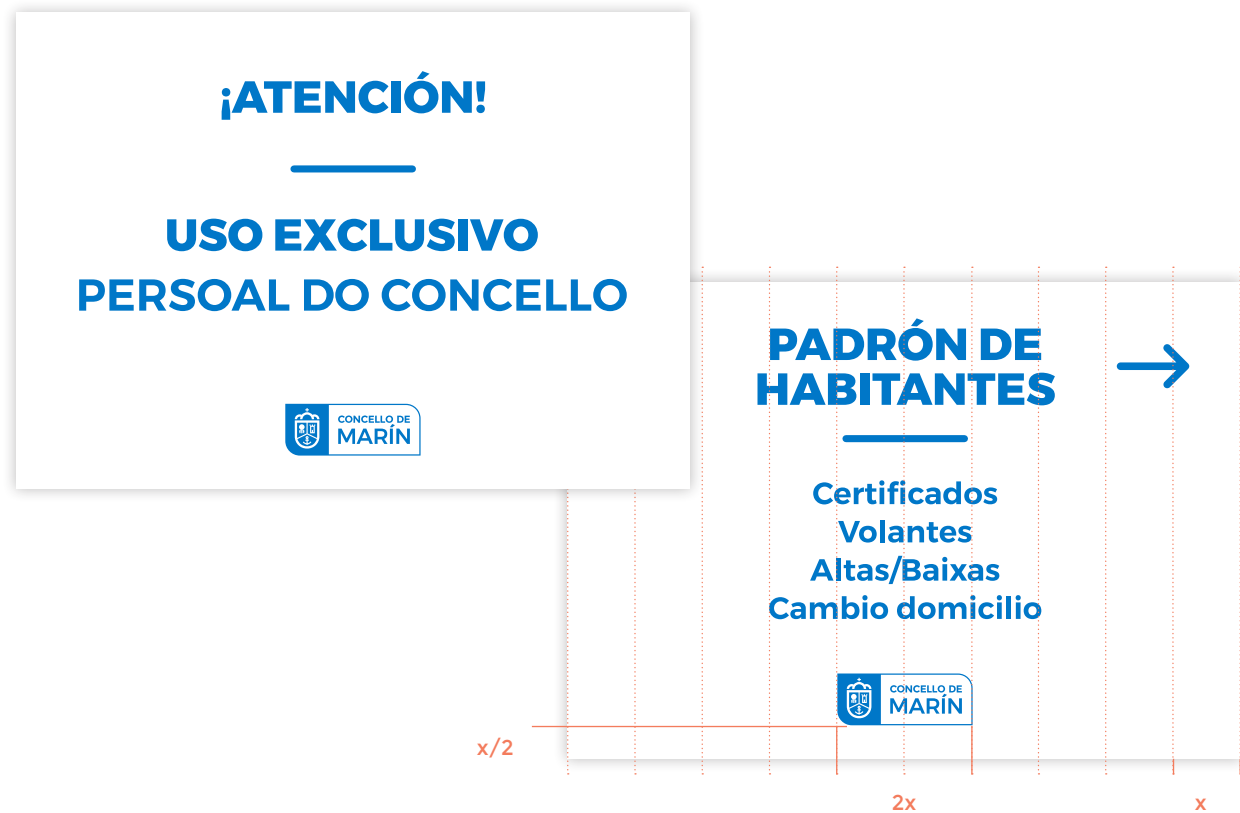 ¡ATENCIÓN!
USO EXCLUSIVO
PERSOAL DO CONCELLO
CONCELLO DE
MARÍN
PADRÓN DE
HABITANTES
Certificados
Volantes
Altas/Baixas
Cambio domicilio
CONCELLO DE
MARÍN
x/2
2x
x